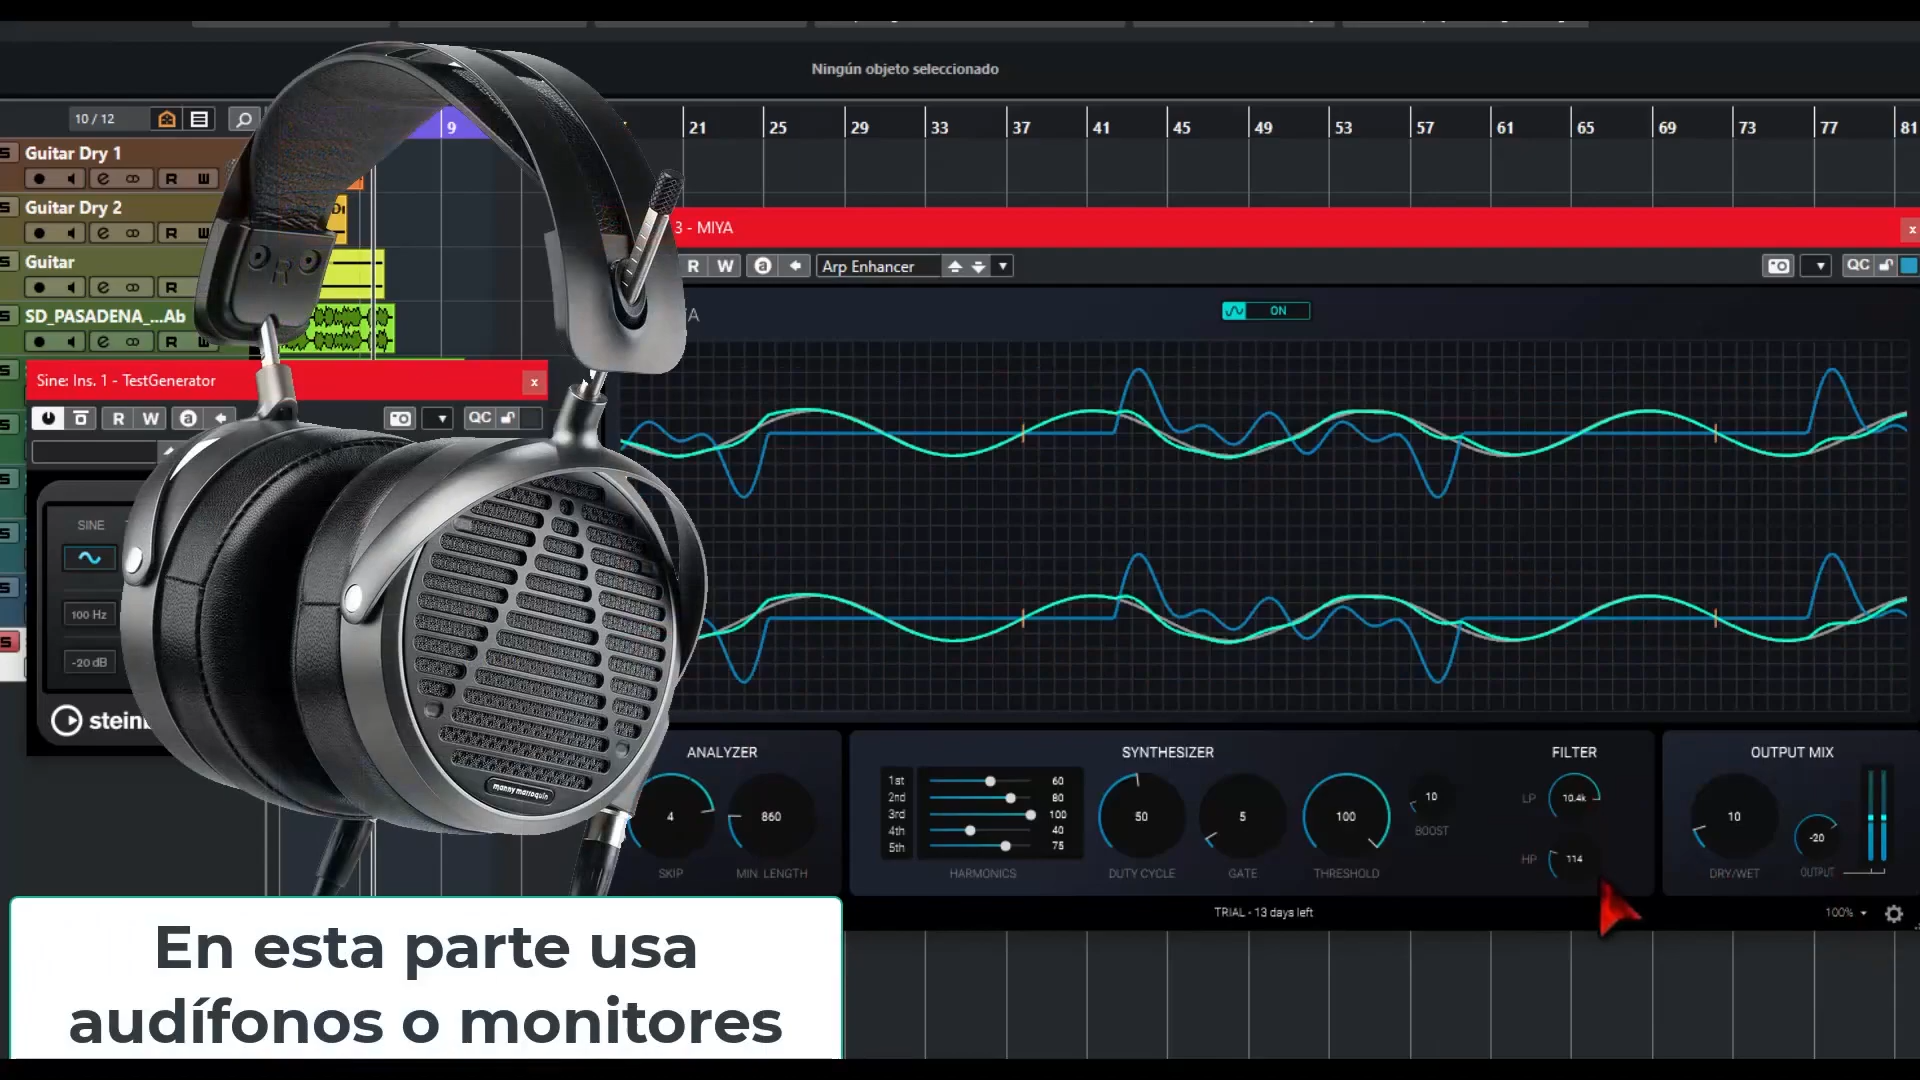 Ningún objeto seleccionado
10 / 12
9
21 25 29 33 37 41 45 49 53 57 61 65 69 73 77 81
S Guitar Dry 1
R W
S Guitar Dry 2
R W
S Guitar
R
S SD_PASADENA_...Ab
R W
3 - MIYA x
R W a Arp Enhancer QC
ON
Sine: Ins. 1 - TestGenerator x
R W a QC
SINE
100 Hz
-20 dB
R
manny marroquin
ANALYZER
4
SKIP
860
MIN. LENGTH
SYNTHESIZER
1st 60
2nd 80
3rd 100
4th 40
5th 75
HARMONICS
50
DUTY CYCLE
5
GATE
100
THRESHOLD
10
BOOST
FILTER
LP 10.4k
HP 114
OUTPUT MIX
10
DRY/WET
-20
OUTPUT
TRIAL - 13 days left
100%
En esta parte usa
audífonos o monitores